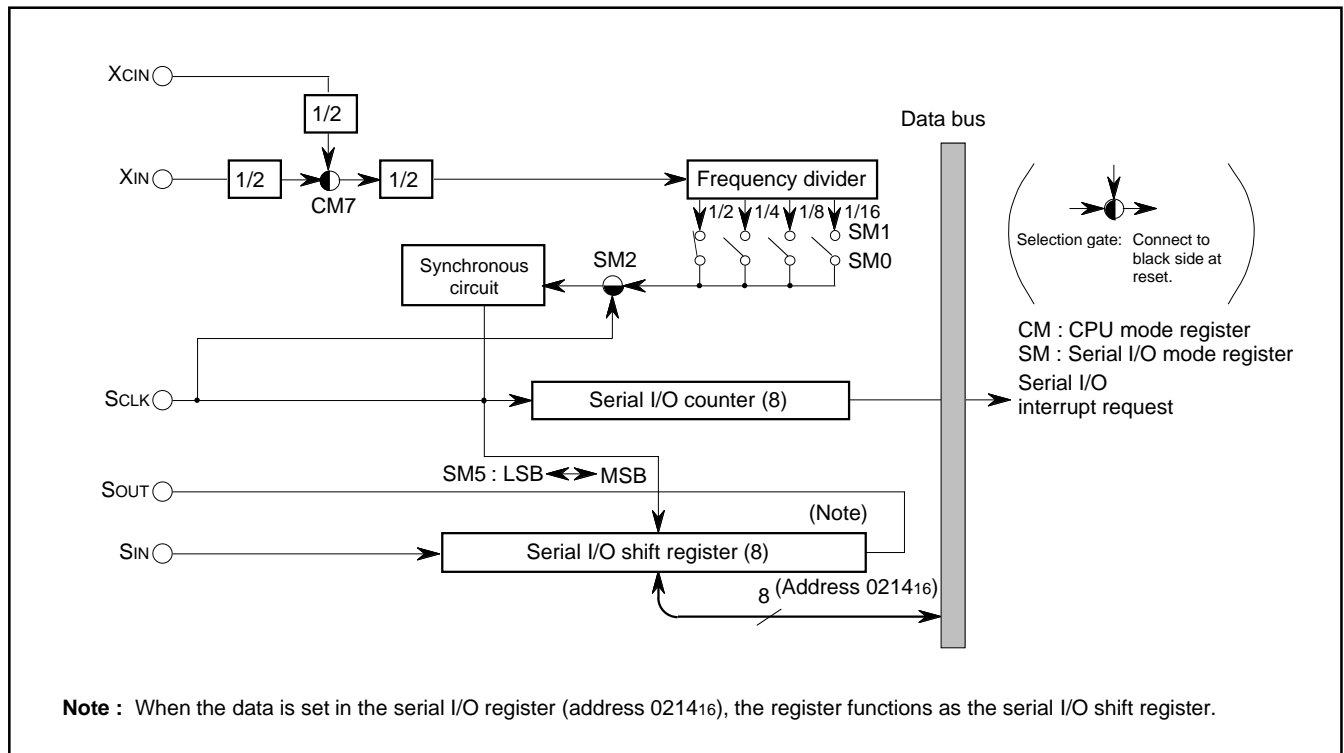 XCIN
1/2
Data bus
XIN
1/2
1/2
Frequency divider
CM7
1/2
1/4
1/8
1/16
SM1
SM0
Selection gate: Connect to
black side at
reset.
Synchronous
circuit
SM2
CM : CPU mode register
SM : Serial I/O mode register
SCLK
Serial I/O counter (8)
Serial I/O
interrupt request
SM5 : LSB
MSB
SOUT
(Note)
SIN
Serial I/O shift register (8)
8
(Address 021416)
Note : When the data is set in the serial I/O register (address 021416), the register functions as the serial I/O shift register.